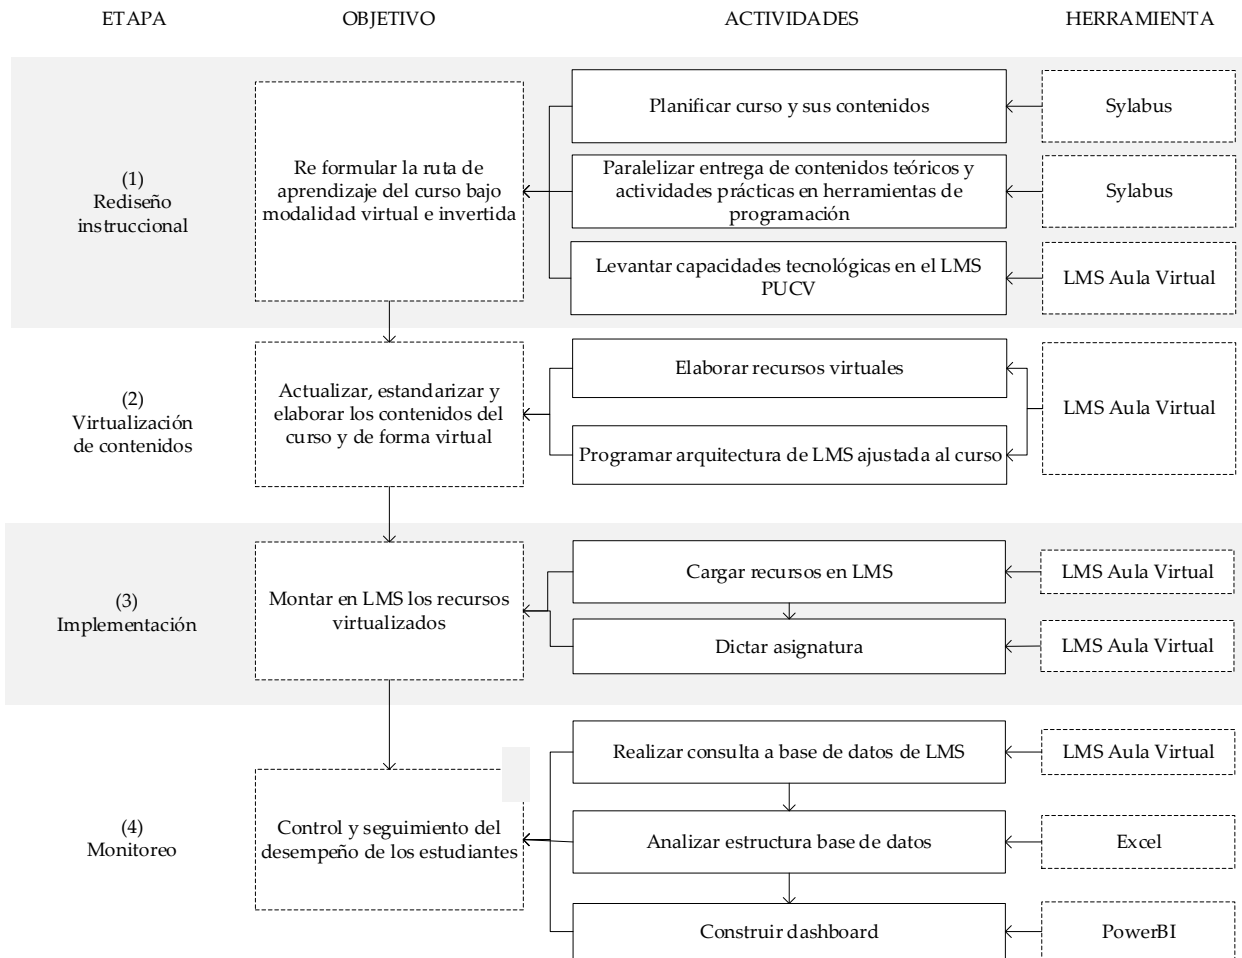 ETAPA
OBJETIVO
ACTIVIDADES
HERRAMIENTA
(1)
Rediseño
instruccional
Re formular la ruta de
aprendizaje del curso bajo
modalidad virtual e invertida
Planificar curso y sus contenidos
Sylabus
Paralelizar entrega de contenidos teóricos y
actividades prácticas en herramientas de
programación
Sylabus
Levantar capacidades tecnológicas en el LMS
PUCV
LMS Aula Virtual
(2)
Virtualización
de contenidos
Actualizar, estandarizar y
elaborar los contenidos del
curso y de forma virtual
Elaborar recursos virtuales
Programar arquitectura de LMS ajustada al curso
LMS Aula Virtual
(3)
Implementación
Montar en LMS los recursos
virtualizados
Cargar recursos en LMS
LMS Aula Virtual
Dictar asignatura
LMS Aula Virtual
(4)
Monitoreo
Control y seguimiento del
desempeño de los estudiantes
Realizar consulta a base de datos de LMS
LMS Aula Virtual
Analizar estructura base de datos
Excel
Construir dashboard
PowerBI